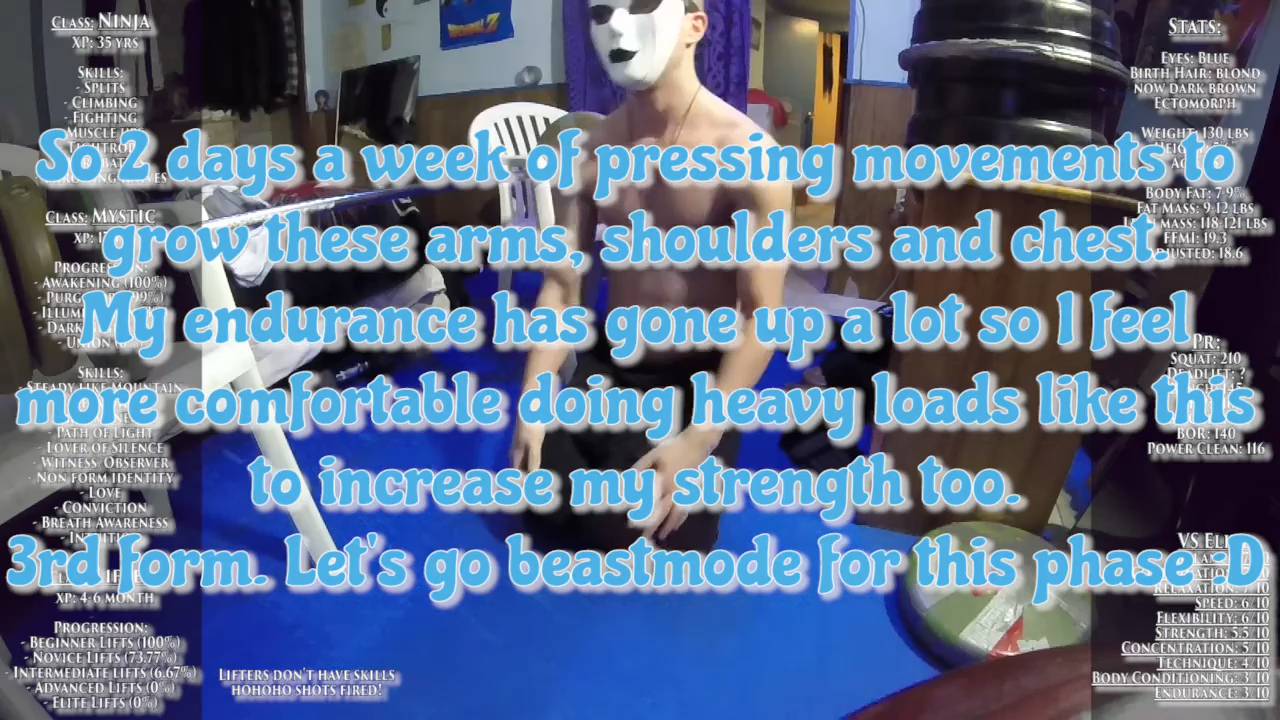 Class: Ninja
XP: 35 yrs
Skills:
- Splits
- Climbing
- Fighting
Class: Mystic
Skills:
- Steady like Mountain
- Path of Light
- Lover of Silence
- Witness, Observer
- Non form identity
- Love
- Conviction
- Breath Awareness
XP: 4-6 month
Progression:
- Beginner Lifts (100%)
- Novice Lifts (73.77%)
- Intermediate lifts (6.67%)
- Advanced Lifts (0%)
- Elite Lifts (0%)
So 2 days a week of pressing movements to
grow these arms, shoulders and chest.
My endurance has gone up a lot so I feel
more comfortable doing heavy loads like this
to increase my strength too.
3rd form. Let's go beastmode for this phase :D
Lifters don't have skills
hohoho shots fired!
Stats:
Eyes: Blue
Birth Hair: Blond
now Dark Brown
Ectomorph
Weight: 130 lbs
Body Fat: 7-9%
Fat Mass: 9-12 lbs
Mass: 118-121 lbs
FFMI: 19.3
18.6
PR:
Squat: 210
BOR: 140
Power Clean: 116
Speed: 6/10
Flexibility: 6/10
Strength: 5.5/10
Concentration: 5/10
Technique: 4/10
Body Conditioning: 3/10
Endurance: 3/10